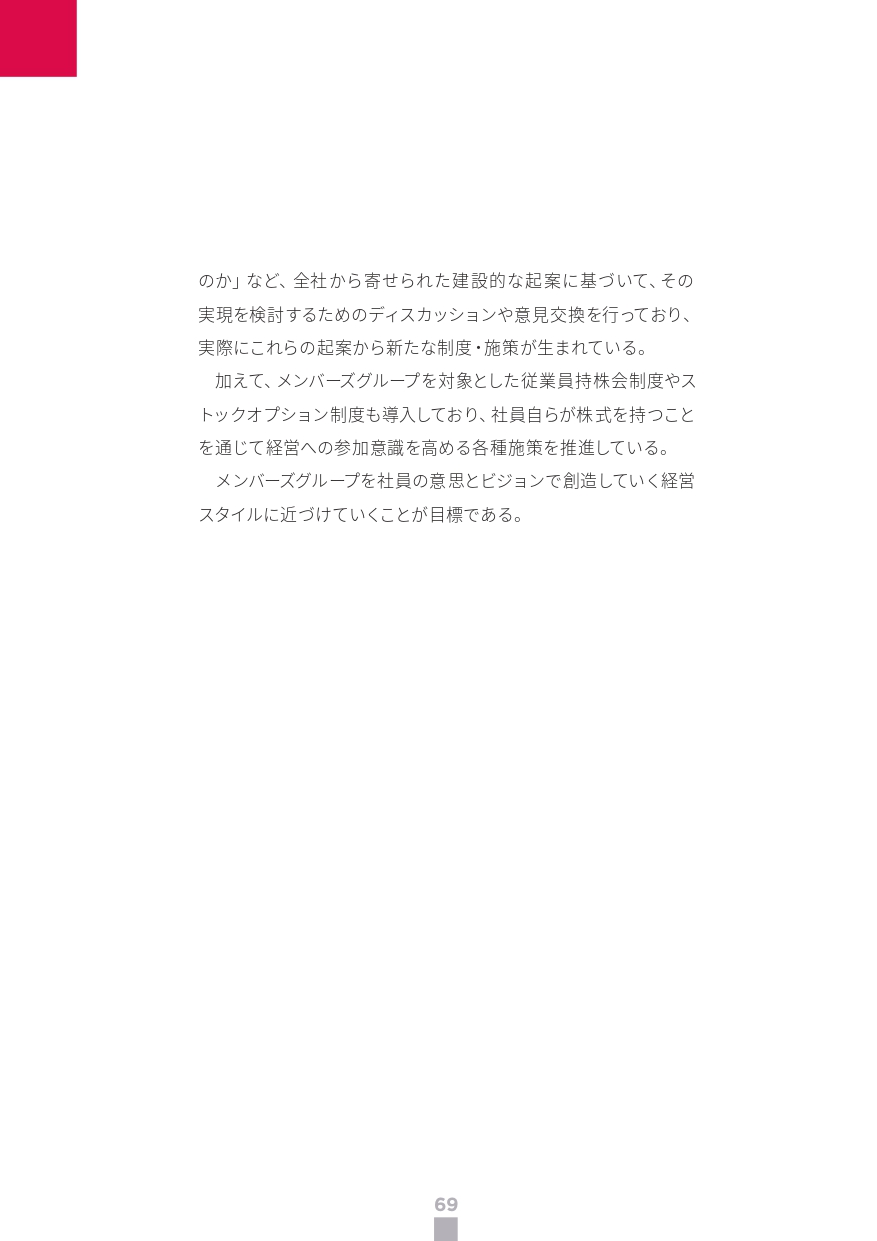 のか」など、全社から寄せられた建設的な起案に基づいて、その
実現を検討するためのディスカッションや意見交換を行っており、
実際にこれらの起案から新たな制度・施策が生まれている。
　加えて、メンバーズグループを対象とした従業員持株会制度やス
トックオプション制度も導入しており、社員自らが株式を持つこと
を通じて経営への参加意識を高める各種施策を推進している。
　メンバーズグループを社員の意思とビジョンで創造していく経営
スタイルに近づけていくことが目標である。
69